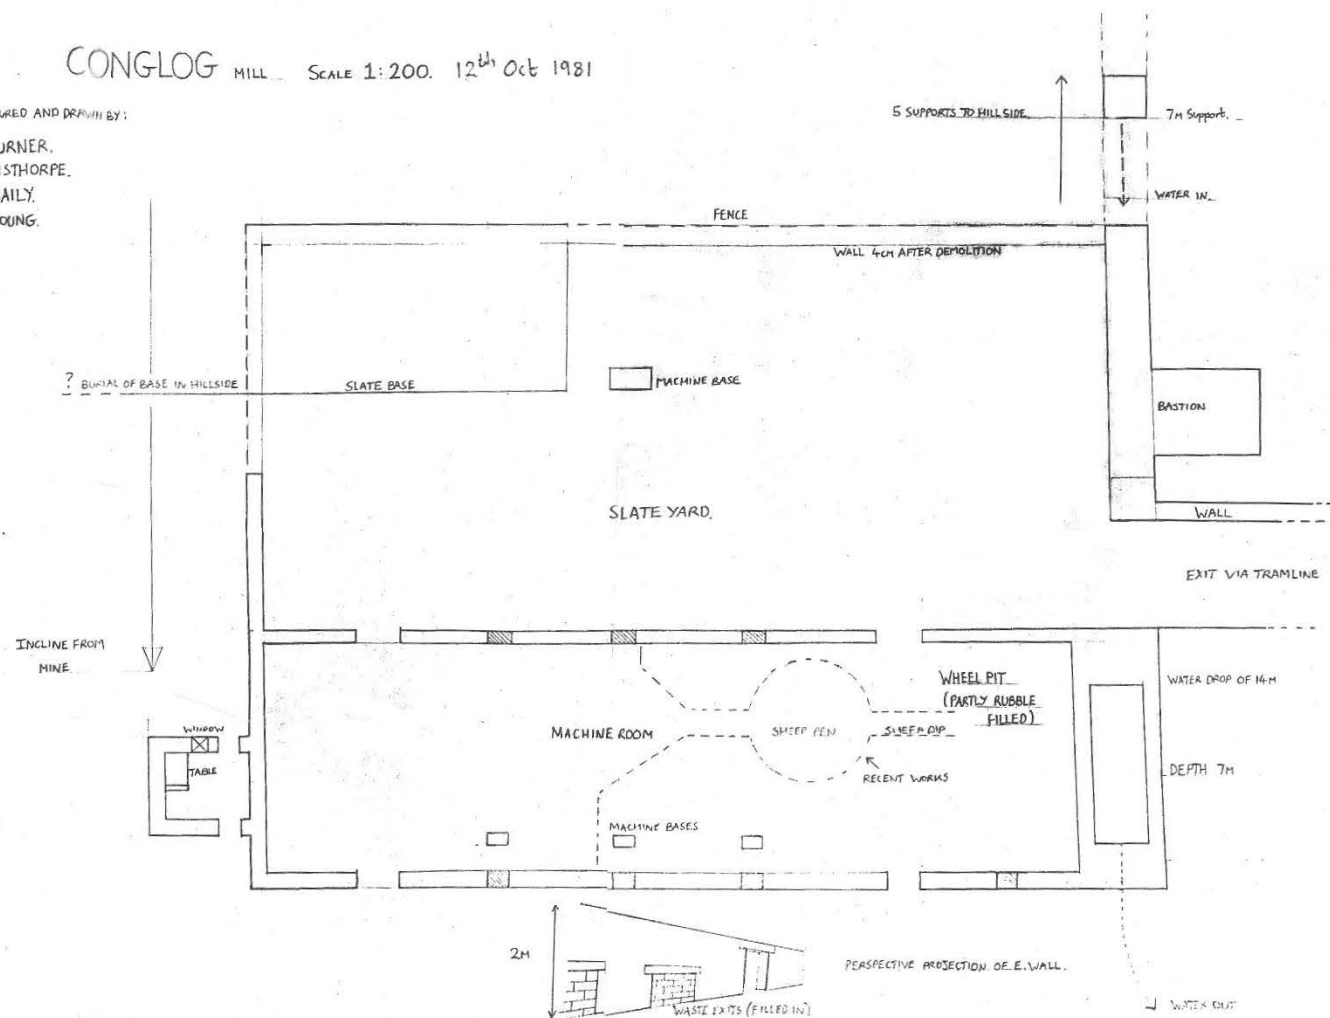 CONGLOG MILL SCALE 1:200. 12th Oct 1981
URED AND DRAWN BY:
URNER.
STHORPE.
AILY.
OUNG.
5 SUPPORTS TO HILLSIDE.
7M Support.
WATER IN.
FENCE
WALL 4CM AFTER DEMOLITION
? BURIAL OF BASE IN HILLSIDE
SLATE BASE
MACHINE BASE
BASTION
SLATE YARD.
WALL
EXIT VIA TRAMLINE
INCLINE FROM
MINE
WHEEL PIT
(PARTLY RUBBLE
FILLED)
WATER DROP OF 14M
WINDOW
MACHINE ROOM
SHEEP PEN
SHEEP DIP
TABLE
RECENT WORKS
DEPTH 7M
MACHINE BASES
2M
PERSPECTIVE PROJECTION OF E. WALL.
WASTE EXITS (FILLED IN)
WATER OUT